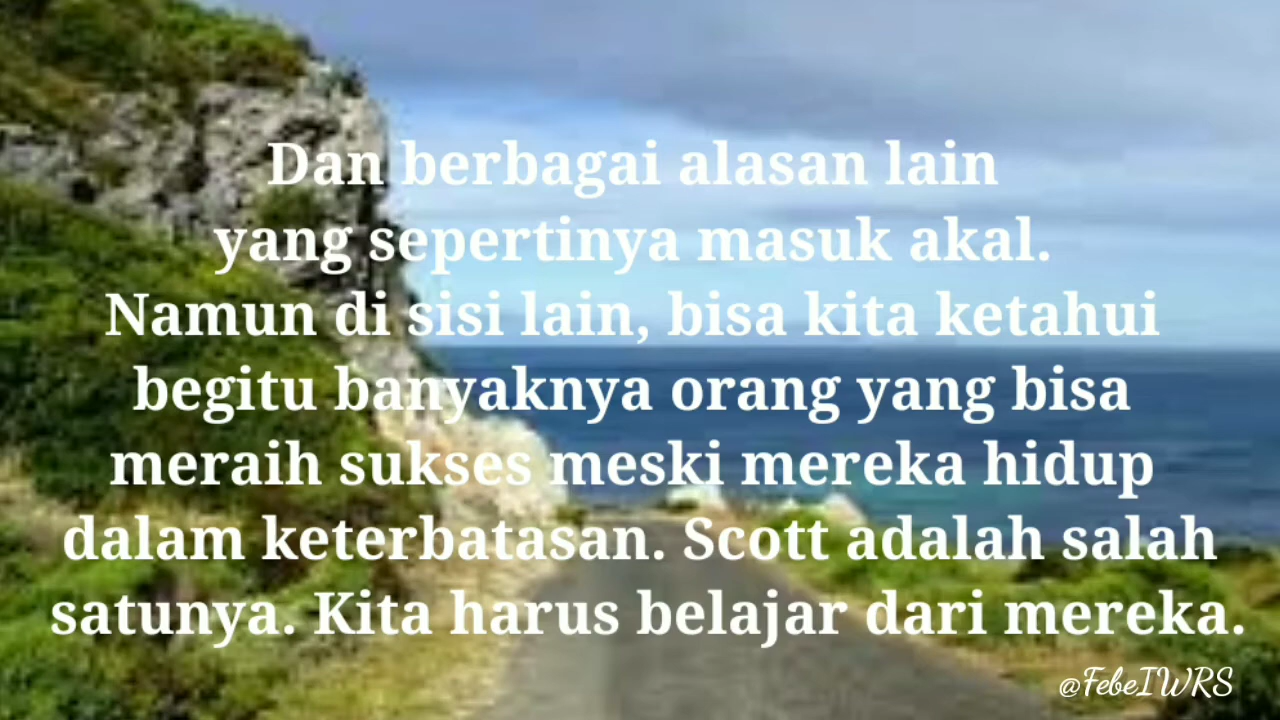 Dan berbagai alasan lain
yang sepertinya masuk akal.
Namun di sisi lain, bisa kita ketahui
begitu banyaknya orang yang bisa
meraih sukses meski mereka hidup
dalam keterbatasan. Scott adalah salah
satunya. Kita harus belajar dari mereka.
@FebeIWRS